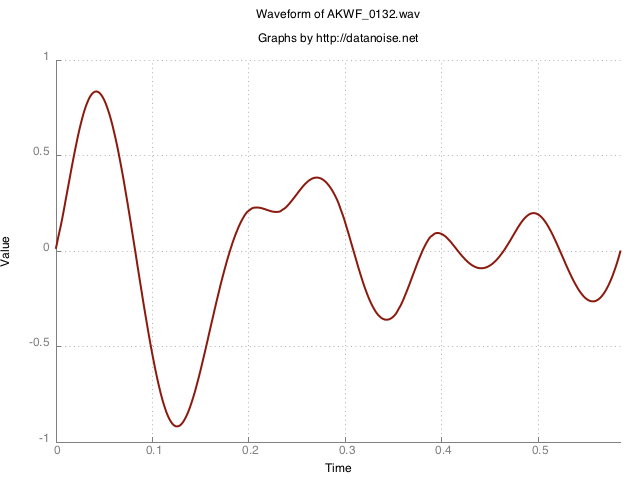 Waveform of AKWF_0132.wav
Graphs by http://datanoise.net
1
0.5
0
-0.5
-1
Value
0 0.1 0.2 0.3 0.4 0.5
Time